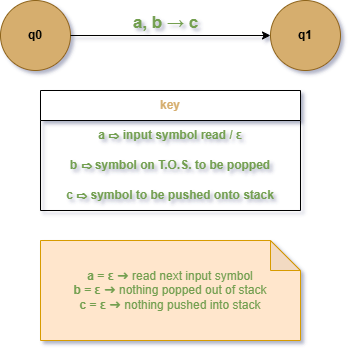 a, b → c
q0
q1
key
a ⇨ input symbol read / ε
b ⇨ symbol on T.O.S. to be popped
c ⇨ symbol to be pushed onto stack
a = ε ➔ read next input symbol
b = ε ➔ nothing popped out of stack
c = ε ➔ nothing pushed into stack